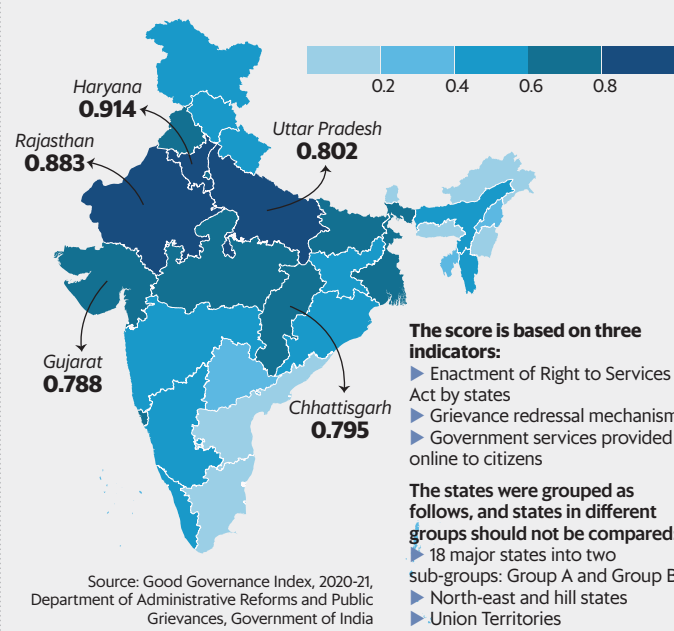 0.2 0.4 0.6 0.8
Haryana
0.914
Rajasthan
0.883
Uttar Pradesh
0.802
Gujarat
0.788
Chhattisgarh
0.795
The score is based on three
indicators:
▶ Enactment of Right to Services
Act by states
▶ Grievance redressal mechanism
▶ Government services provided
online to citizens
The states were grouped as
follows, and states in different
groups should not be compared:
▶ 18 major states into two
sub-groups: Group A and Group B
▶ North-east and hill states
▶ Union Territories
Source: Good Governance Index, 2020-21,
Department of Administrative Reforms and Public
Grievances, Government of India